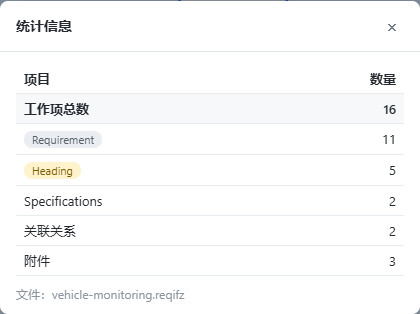 统计信息 ×
项目 数量
工作项总数 16
Requirement 11
Heading 5
Specifications 2
关联关系 2
附件 3
文件：vehicle-monitoring.reqifz